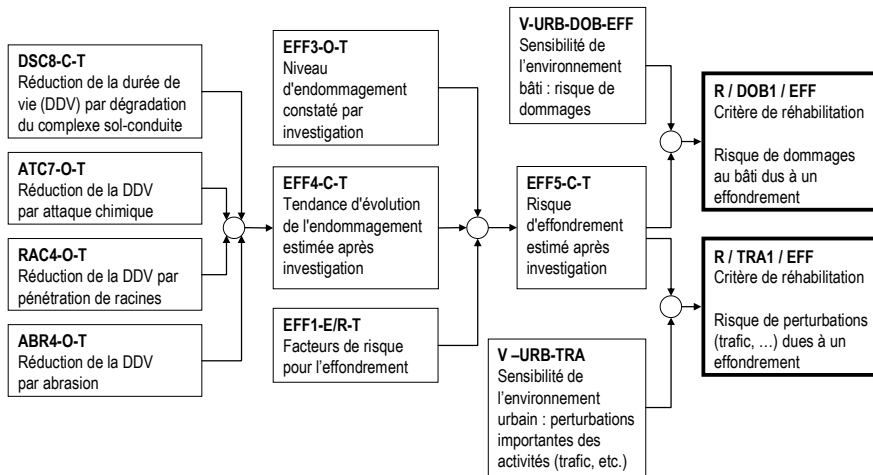 DSC8-C-T
Réduction de la durée de
vie (DDV) par dégradation
du complexe sol-conduite
ATC7-O-T
Réduction de la DDV
par attaque chimique
RAC4-O-T
Réduction de la DDV par
pénétration de racines
ABR4-O-T
Réduction de la DDV
par abrasion
EFF3-O-T
Niveau
d'endommagement
constaté par
investigation
EFF4-C-T
Tendance d'évolution
de l'endommagement
estimée après
investigation
EFF1-E/R-T
Facteurs de risque
pour l’effondrement
V-URB-DOB-EFF
Sensibilité de
l’environnement
bâti : risque de
dommages
EFF5-C-T
Risque
d'effondrement
estimé après
investigation
V –URB-TRA
Sensibilité de
l’environnement
urbain : perturbations
importantes des
activités (trafic, etc.)
R / DOB1 / EFF
Critère de réhabilitation
Risque de dommages
au bâti dus à un
effondrement
R / TRA1 / EFF
Critère de réhabilitation
Risque de perturbations
(trafic, …) dues à un
effondrement